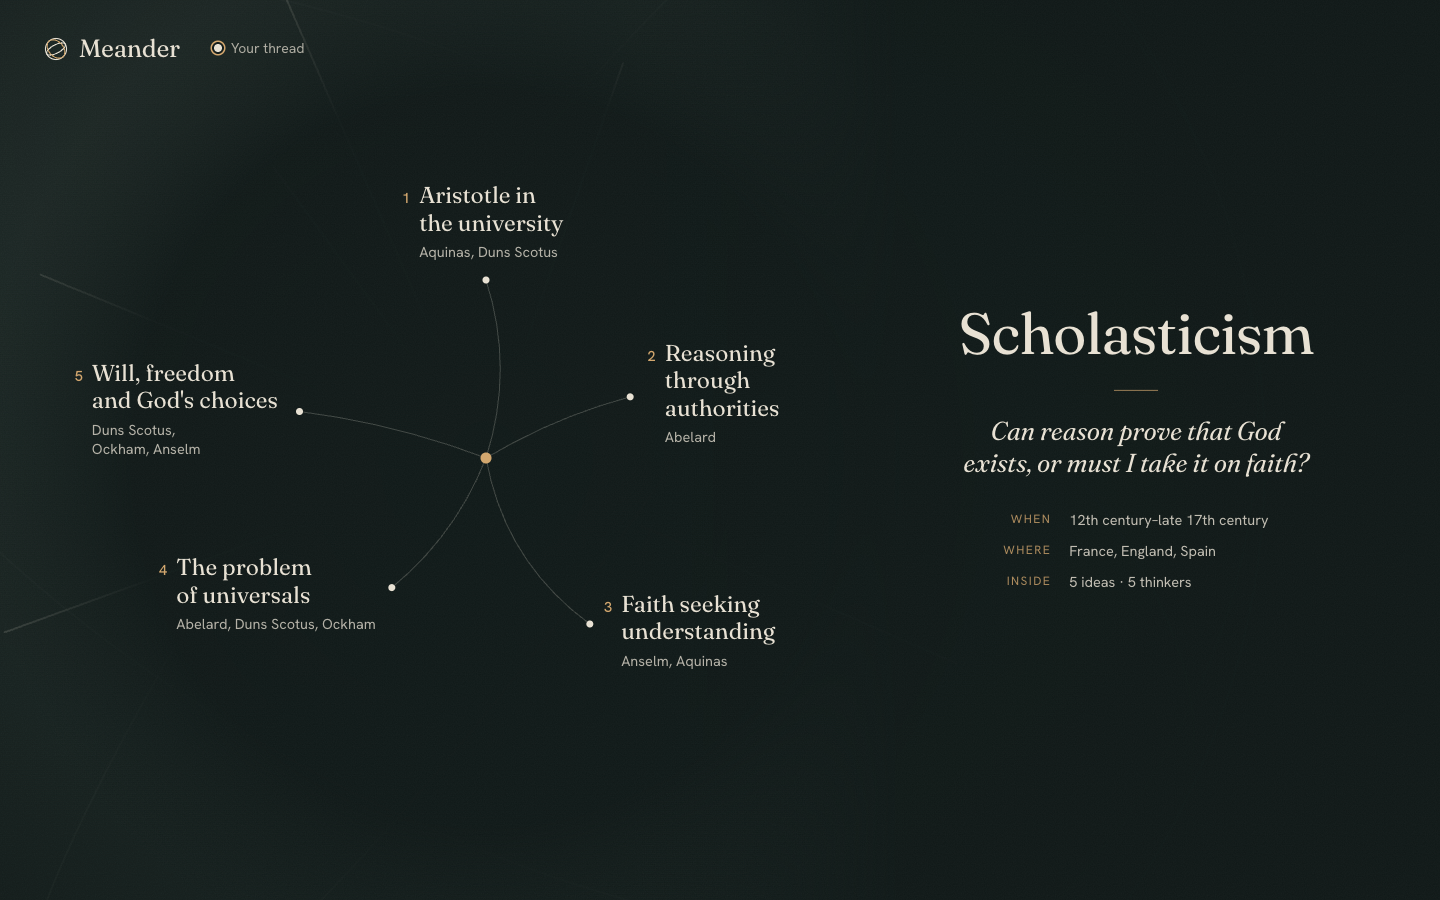 Meander
Your thread
1 Aristotle in
the university
Aquinas, Duns Scotus
2 Reasoning
through
authorities
Abelard
3 Faith seeking
understanding
Anselm, Aquinas
4 The problem
of universals
Abelard, Duns Scotus, Ockham
5 Will, freedom
and God's choices
Duns Scotus,
Ockham, Anselm
Scholasticism
Can reason prove that God
exists, or must I take it on faith?
WHEN 12th century–late 17th century
WHERE France, England, Spain
INSIDE 5 ideas · 5 thinkers